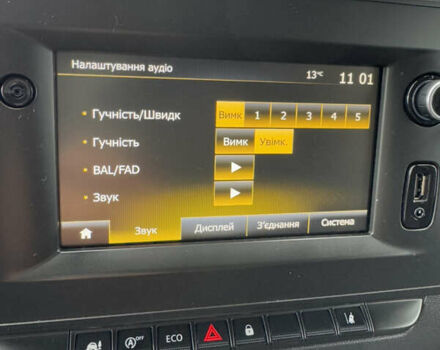 Налаштування аудіо
13°C 11 01
Гучність/Швидк Вимк 1 2 3 4 5
Гучність Вимк Увімк.
BAL/FAD
Звук
Звук Дисплей З'єднання Система
OFF ECO